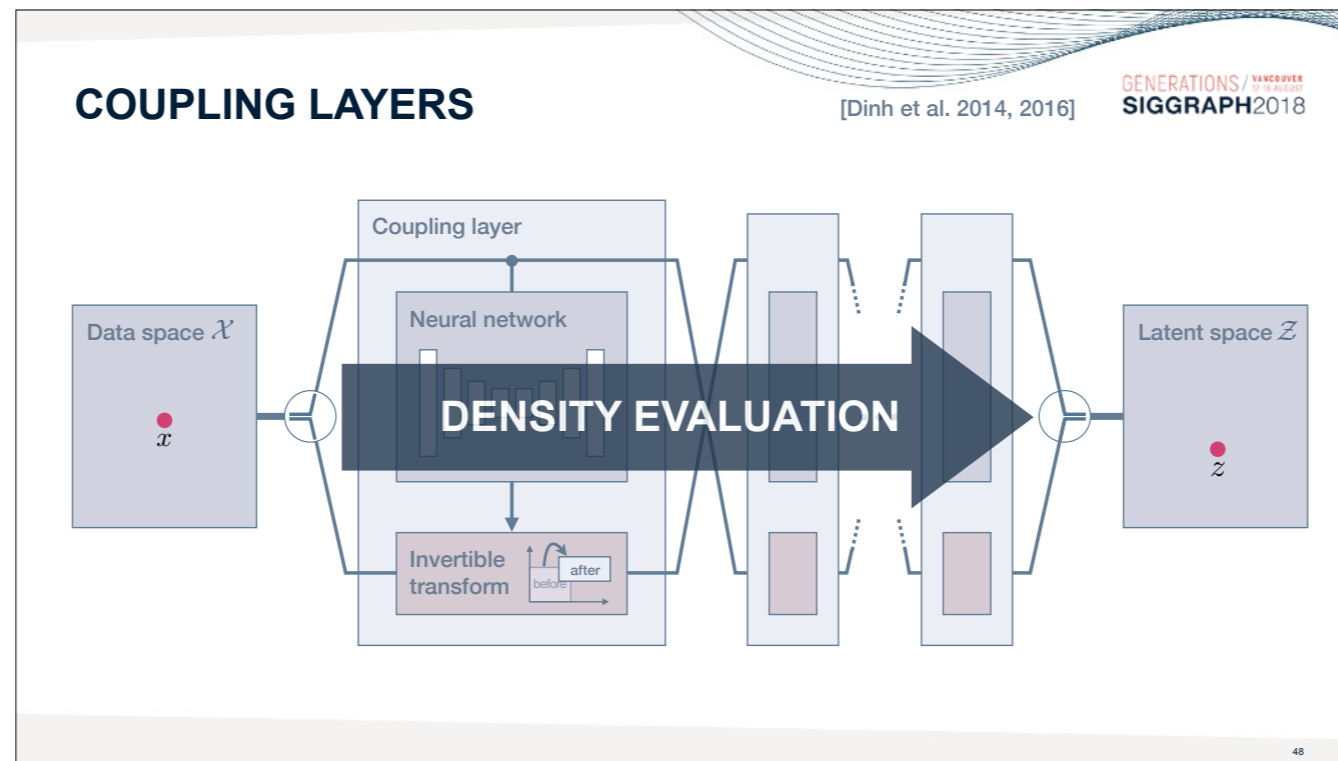 COUPLING LAYERS
[Dinh et al. 2014, 2016]
GENERATIONS / VANCOUVER
12-16 AUGUST
SIGGRAPH2018
Coupling layer
Neural network
Data space 𝒳
Latent space 𝒵
DENSITY EVALUATION
x
z
Invertible
transform
before
after
48